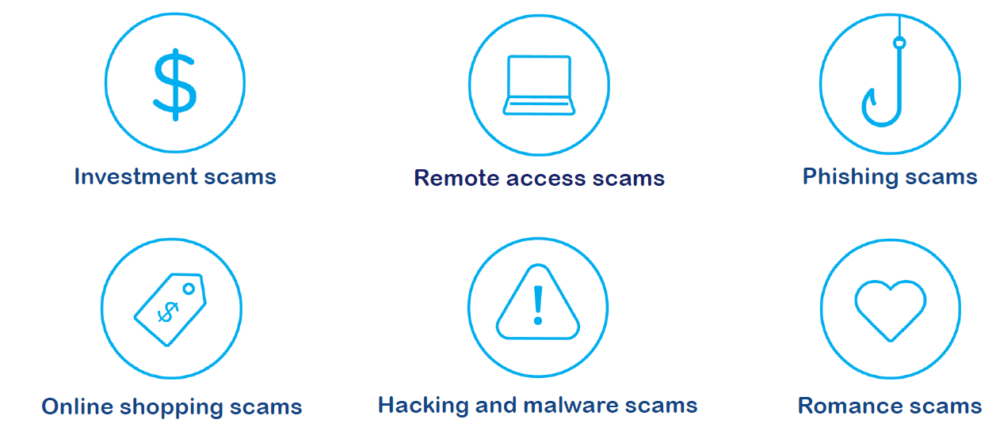 Investment scams
Remote access scams
Phishing scams
$
Online shopping scams
Hacking and malware scams
Romance scams